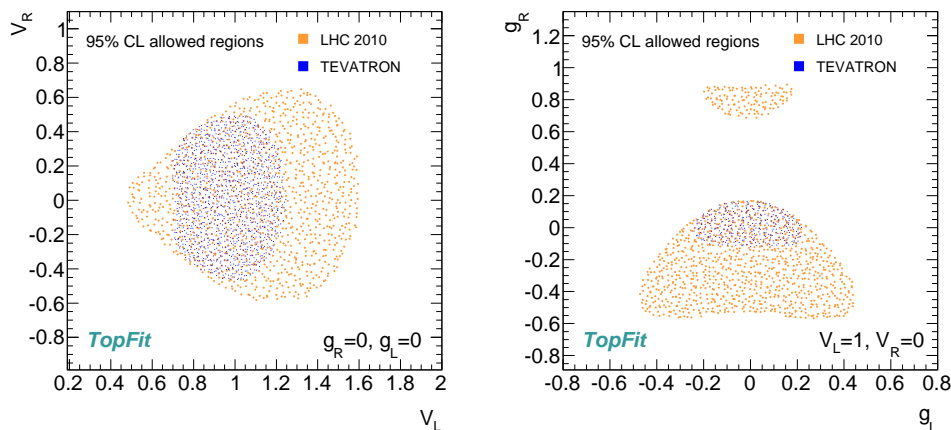 V_R
95% CL allowed regions
LHC 2010
TEVATRON
1
0.8
0.6
0.4
0.2
0
-0.2
-0.4
-0.6
-0.8
TopFit
g_R=0, g_L=0
0.2 0.4 0.6 0.8 1 1.2 1.4 1.6 1.8 2
V_L
g_R
95% CL allowed regions
LHC 2010
TEVATRON
1.2
1
0.8
0.6
0.4
0.2
0
-0.2
-0.4
-0.6
-0.8
TopFit
V_L=1, V_R=0
-0.8 -0.6 -0.4 -0.2 0 0.2 0.4 0.6 0.8
g_L